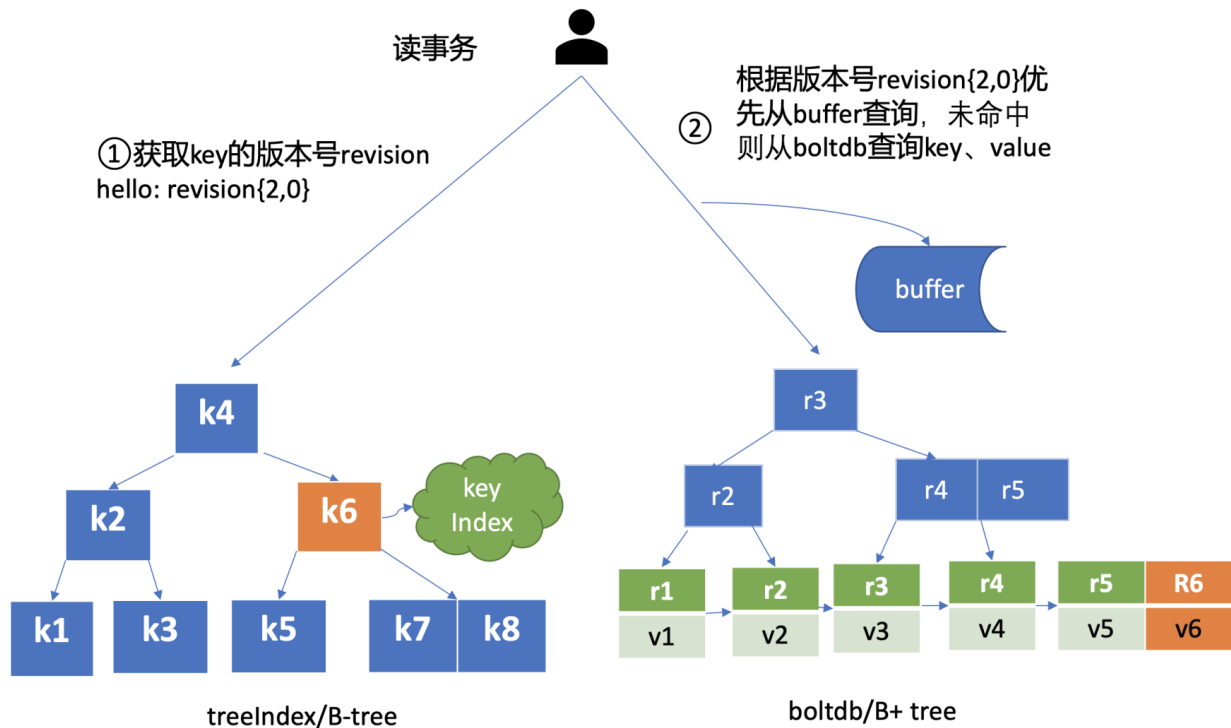 读事务
①获取key的版本号revision
hello: revision{2,0}
②
根据版本号revision{2,0}优
先从buffer查询，未命中
则从boltdb查询key、value
buffer
k4
k2
k6
key
Index
k1
k3
k5
k7
k8
treeIndex/B-tree
r3
r2
r4
r5
r1
r2
r3
r4
r5
R6
v1
v2
v3
v4
v5
v6
boltdb/B+ tree